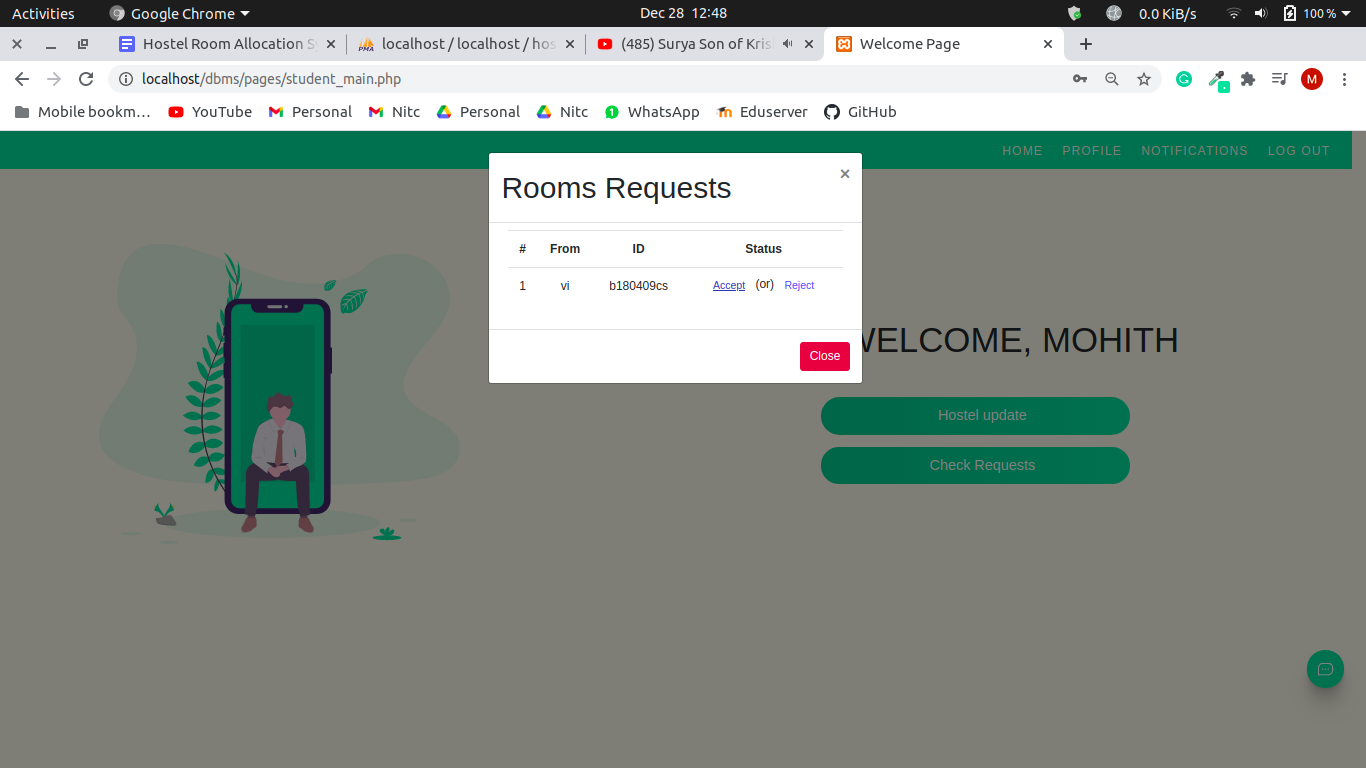 Activities Google Chrome Dec 28 12:48 0.0 KiB/s 100 %
Hostel Room Allocation S localhost / localhost / hos (485) Surya Son of Kris Welcome Page
localhost/dbms/pages/student_main.php M
Mobile bookm… YouTube Personal Nitc Personal Nitc WhatsApp Eduserver GitHub
HOME PROFILE NOTIFICATIONS LOG OUT
Rooms Requests ×
# From ID Status
1 vi b180409cs Accept (or) Reject
Close
WELCOME, MOHITH
Hostel update
Check Requests